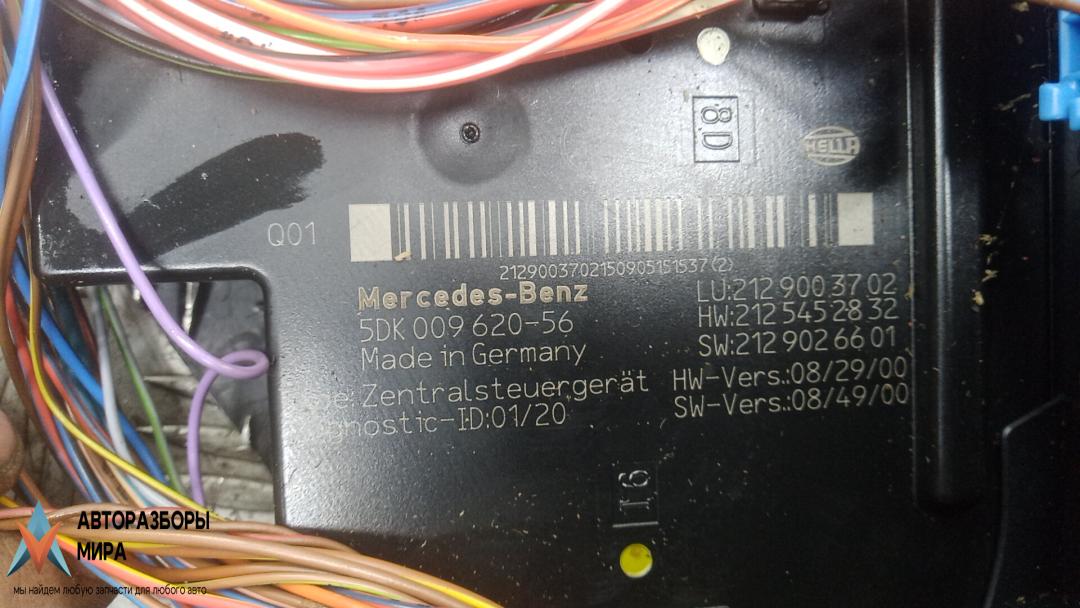 8D
HELLA
Q01
2129003702150905151537(2)
Mercedes-Benz
5DK 009 620-56
Made in Germany
Zentralsteuergerät
gnostic-ID:01/20
LU:212 900 37 02
HW:212 545 28 32
SW:212 902 66 01
HW-Vers.:08/29/00
SW-Vers.:08/49/00
I6
АВТОРАЗБОРЫ
МИРА
мы найдем любую запчасти для любого авто